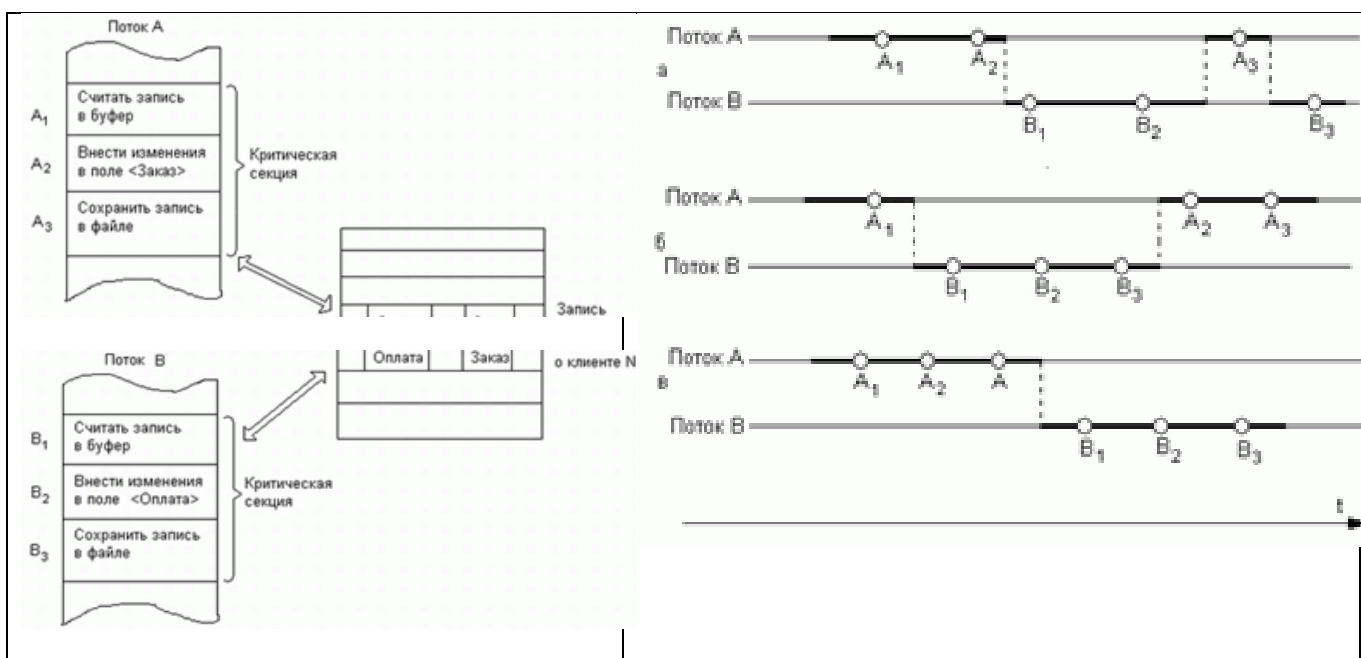 Поток А
A1
Считать запись
в буфер
A2
Внести изменения
в поле <Заказ>
A3
Сохранить запись
в файле
Критическая
секция
Запись
Поток В
Оплата
Заказ
о клиенте N
B1
Считать запись
в буфер
B2
Внести изменения
в поле <Оплата>
B3
Сохранить запись
в файле
Критическая
секция
Поток А
A1
A2
A3
а
Поток В
B1
B2
B3
Поток А
A1
A2
A3
б
Поток В
B1
B2
B3
Поток А
A1
A2
A
в
Поток В
B1
B2
B3
t